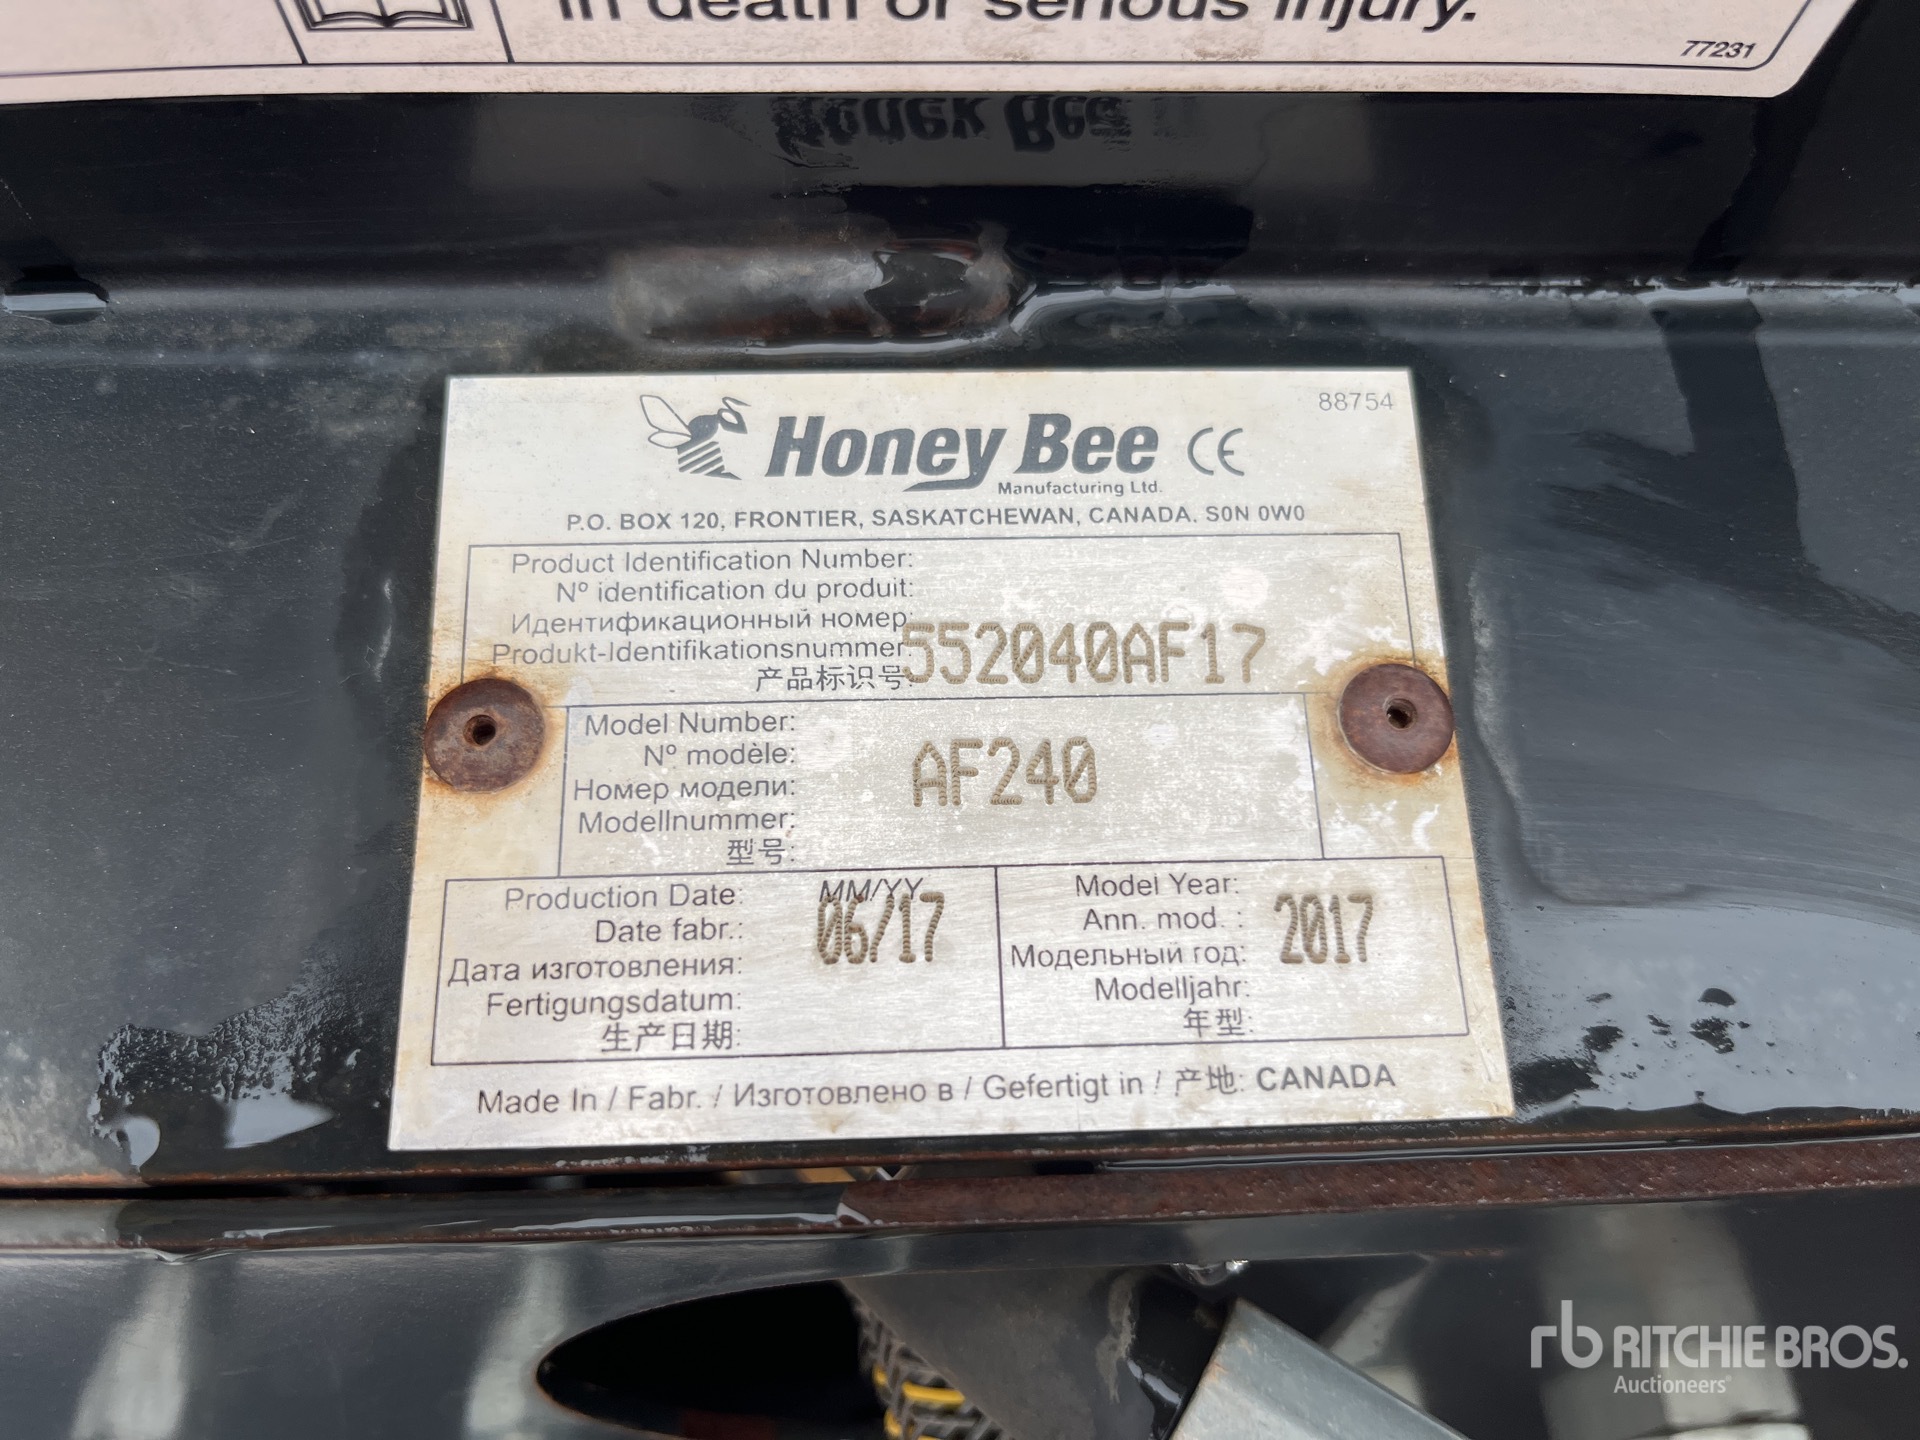 in death or serious injury.
77231
88754
Honey Bee CE
Manufacturing Ltd.
P.O. BOX 120, FRONTIER, SASKATCHEWAN, CANADA. S0N 0W0
Product Identification Number:
Nº identification du produit:
Идентификационный номер:
Produkt-Identifikationsnummer:
产品标识号:
552040AF17
Model Number:
Nº modèle:
Номер модели:
Modellnummer:
型号:
AF240
Production Date: MM/YY
Date fabr.: 06/17
Дата изготовления:
Fertigungsdatum:
生产日期:
Model Year:
Ann. mod. : 2017
Модельный год:
Modelljahr:
年型:
Made In / Fabr. / Изготовлено в / Gefertigt in / 产地: CANADA
rb RITCHIE BROS.
Auctioneers